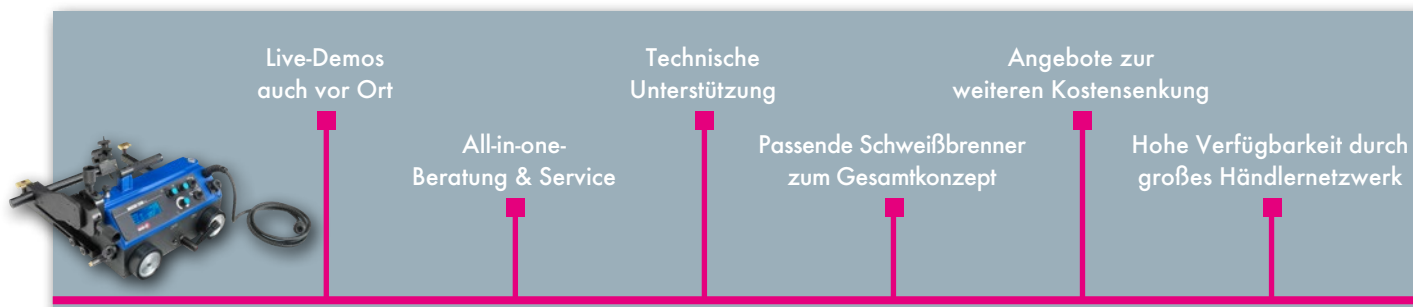 Live-Demos
auch vor Ort
All-in-one-
Beratung & Service
Technische
Unterstützung
Passende Schweißbrenner
zum Gesamtkonzept
Angebote zur
weiteren Kostensenkung
Hohe Verfügbarkeit durch
großes Händlernetzwerk